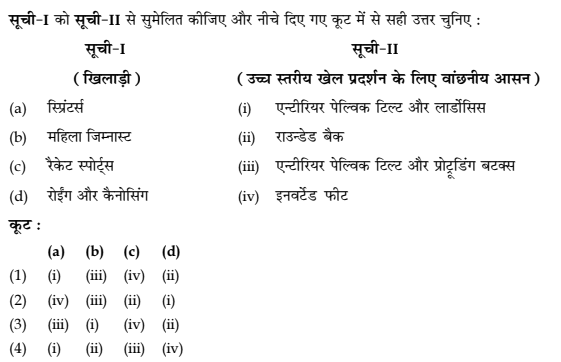 सूची-I को सूची-II से सुमेलित कीजिए और नीचे दिए गए कूट में से सही उत्तर चुनिए :
सूची-I सूची-II
( खिलाड़ी ) ( उच्च स्तरीय खेल प्रदर्शन के लिए वांछनीय आसन )
(a) स्प्रिंटर्स (i) एन्टीरियर पेल्विक टिल्ट और लार्डोसिस
(b) महिला जिम्नास्ट (ii) राउन्डेड बैक
(c) रैकेट स्पोर्ट्स (iii) एन्टीरियर पेल्विक टिल्ट और प्रोट्रूडिंग बटक्स
(d) रोईंग और कैनोसिंग (iv) इनवर्टेड फीट
कूट :
(a) (b) (c) (d)
(1) (i) (iii) (iv) (ii)
(2) (iv) (iii) (ii) (i)
(3) (iii) (i) (iv) (ii)
(4) (i) (ii) (iii) (iv)